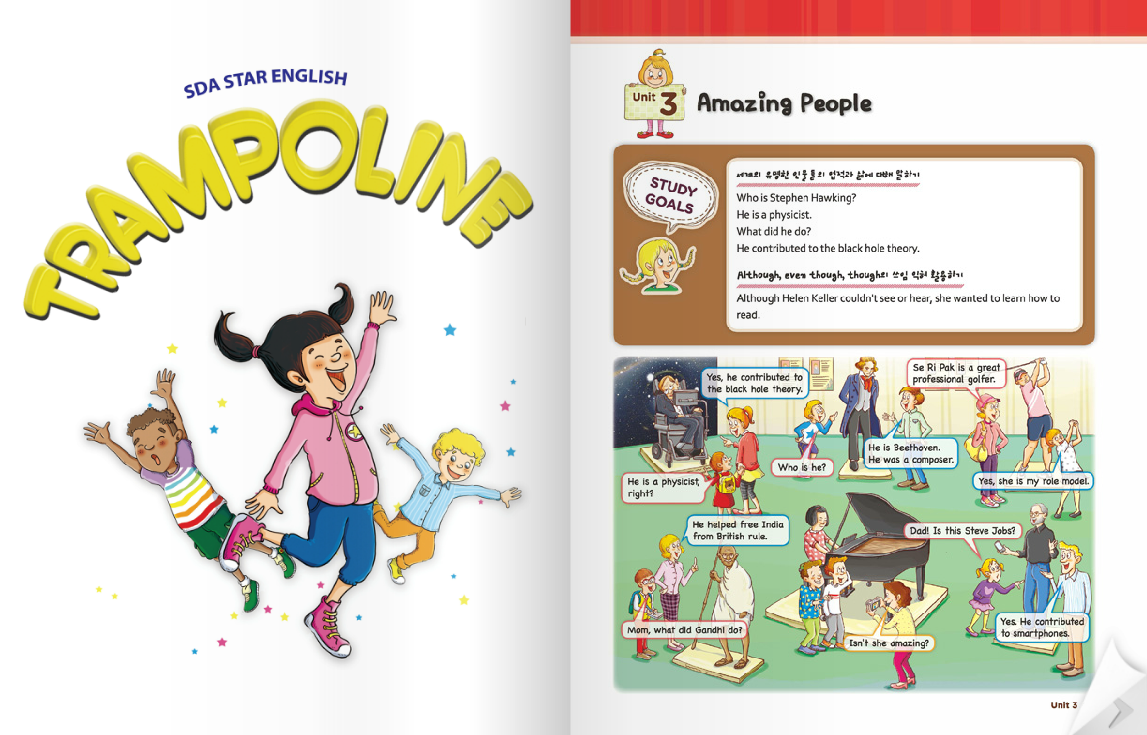 SDA STAR ENGLISH
TRAMPOLINE
Unit 3 Amazing People
STUDY
GOALS
세계의 유명한 인물들의 업적과 삶에 대해 말하기
Who is Stephen Hawking?
He is a physicist.
What did he do?
He contributed to the black hole theory.
Although, even though, though의 쓰임 익혀 활용하기
Although Helen Keller couldn't see or hear, she wanted to learn how to
read.
Yes, he contributed to
the black hole theory.
Se Ri Pak is a great
professional golfer.
He is Beethoven.
He was a composer.
Who is he?
He is a physicist,
right?
Yes, she is my role model.
He helped free India
from British rule.
Dad! Is this Steve Jobs?
Mom, what did Gandhi do?
Isn't she amazing?
Yes. He contributed
to smartphones.
Unit 3